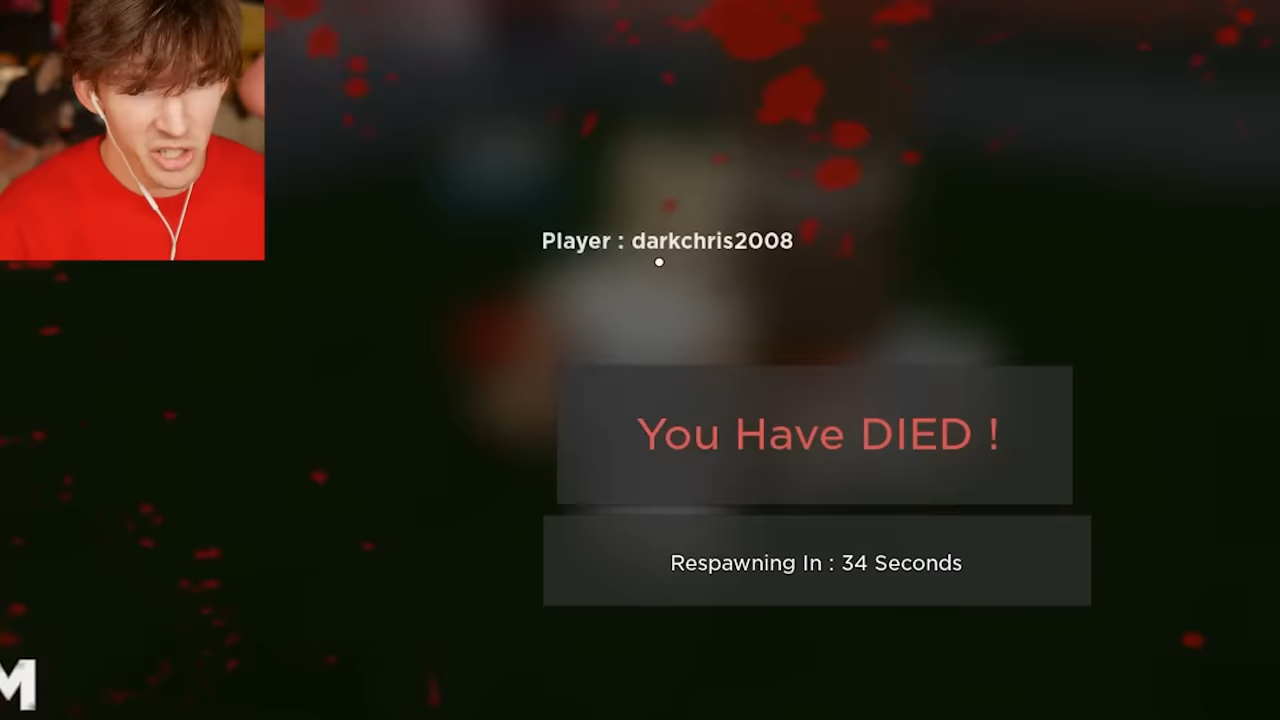 Player : darkchris2008
You Have DIED !
Respawning In : 34 Seconds
M